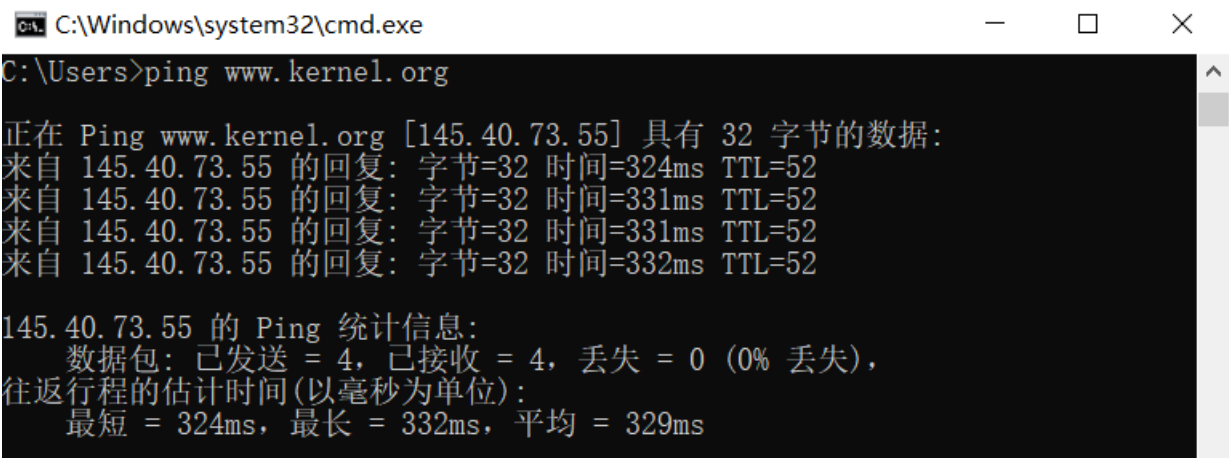 C:\Windows\system32\cmd.exe
C:\Users>ping www.kernel.org
正在 Ping www.kernel.org [145.40.73.55] 具有 32 字节的数据:
来自 145.40.73.55 的回复: 字节=32 时间=324ms TTL=52
来自 145.40.73.55 的回复: 字节=32 时间=331ms TTL=52
来自 145.40.73.55 的回复: 字节=32 时间=331ms TTL=52
来自 145.40.73.55 的回复: 字节=32 时间=332ms TTL=52
145.40.73.55 的 Ping 统计信息:
数据包: 已发送 = 4，已接收 = 4，丢失 = 0 (0% 丢失)，
往返行程的估计时间(以毫秒为单位):
最短 = 324ms，最长 = 332ms，平均 = 329ms